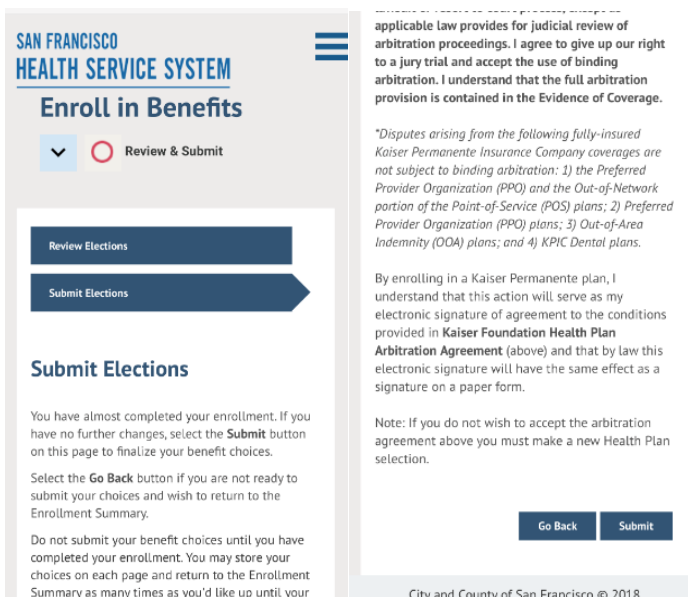 SAN FRANCISCO
HEALTH SERVICE SYSTEM
Enroll in Benefits
Review & Submit
Review Elections
Submit Elections
Submit Elections
You have almost completed your enrollment. If you
have no further changes, select the Submit button
on this page to finalize your benefit choices.
Select the Go Back button if you are not ready to
submit your choices and wish to return to the
Enrollment Summary.
Do not submit your benefit choices until you have
completed your enrollment. You may store your
choices on each page and return to the Enrollment
Summary as many times as you'd like up until your
applicable law provides for judicial review of
arbitration proceedings. I agree to give up our right
to a jury trial and accept the use of binding
arbitration. I understand that the full arbitration
provision is contained in the Evidence of Coverage.
*Disputes arising from the following fully-insured
Kaiser Permanente Insurance Company coverages are
not subject to binding arbitration: 1) the Preferred
Provider Organization (PPO) and the Out-of-Network
portion of the Point-of-Service (POS) plans; 2) Preferred
Provider Organization (PPO) plans; 3) Out-of-Area
Indemnity (OOA) plans; and 4) KPIC Dental plans.
By enrolling in a Kaiser Permanente plan, I
understand that this action will serve as my
electronic signature of agreement to the conditions
provided in Kaiser Foundation Health Plan
Arbitration Agreement (above) and that by law this
electronic signature will have the same effect as a
signature on a paper form.
Note: If you do not wish to accept the arbitration
agreement above you must make a new Health Plan
selection.
Go Back
Submit
City and County of San Francisco © 2018